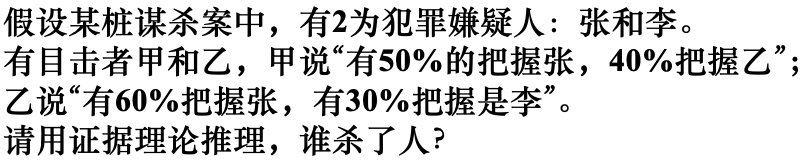 假设某桩谋杀案中，有2为犯罪嫌疑人：张和李。
有目击者甲和乙，甲说“有50%的把握张，40%把握乙”；
乙说“有60%把握张，有30%把握是李”。
请用证据理论推理，谁杀了人?